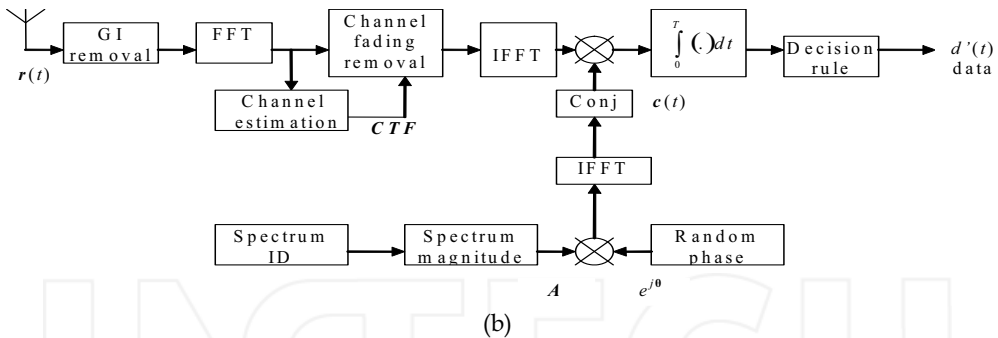 GI
removal
FFT
Channel
fading
removal
IFFT
T
∫ (.)dt
0
Decision
rule
d'(t)
data
r(t)
Channel
estimation
CTF
Conj
c(t)
IFFT
Spectrum
ID
Spectrum
magnitude
Random
phase
A
e^{jθ}
(b)